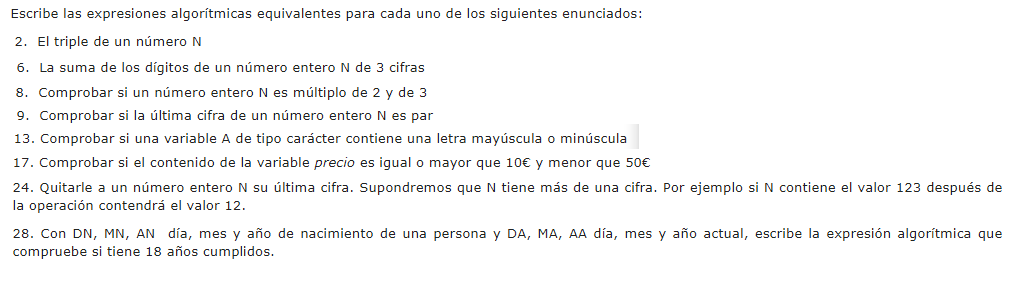 Escribe las expresiones algorítmicas equivalentes para cada uno de los siguientes enunciados:
2. El triple de un número N
6. La suma de los dígitos de un número entero N de 3 cifras
8. Comprobar si un número entero N es múltiplo de 2 y de 3
9. Comprobar si la última cifra de un número entero N es par
13. Comprobar si una variable A de tipo carácter contiene una letra mayúscula o minúscula
17. Comprobar si el contenido de la variable precio es igual o mayor que 10€ y menor que 50€
24. Quitarle a un número entero N su última cifra. Supondremos que N tiene más de una cifra. Por ejemplo si N contiene el valor 123 después de
la operación contendrá el valor 12.
28. Con DN, MN, AN día, mes y año de nacimiento de una persona y DA, MA, AA día, mes y año actual, escribe la expresión algorítmica que
compruebe si tiene 18 años cumplidos.